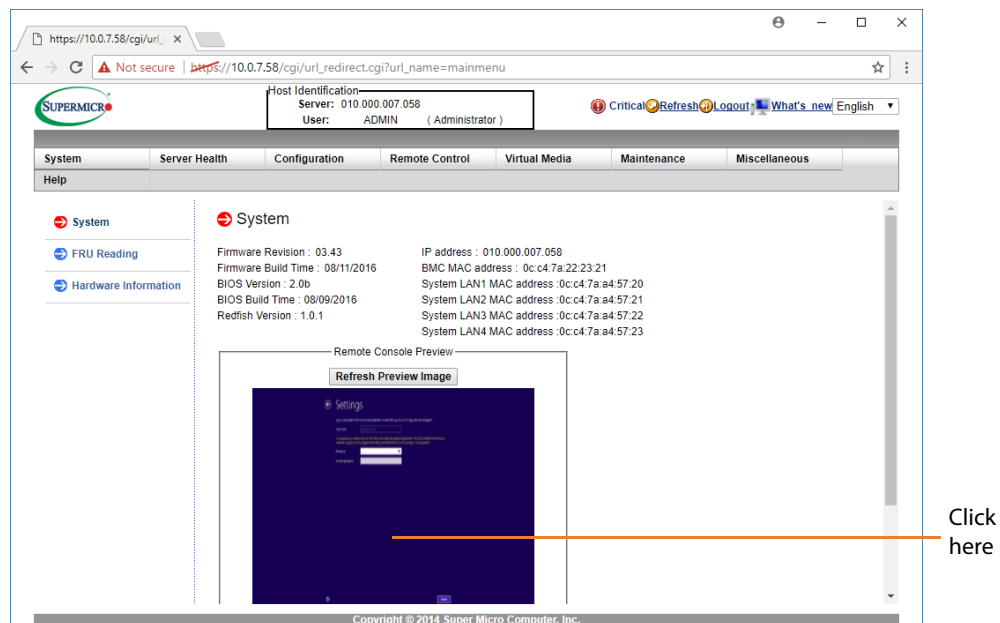 https://10.0.7.58/cgi/url_
Not secure | https://10.0.7.58/cgi/url_redirect.cgi?url_name=mainmenu
SUPERMICRO
Host Identification
Server: 010.000.007.058
User: ADMIN ( Administrator )
Critical Refresh Logout What's new English
System Server Health Configuration Remote Control Virtual Media Maintenance Miscellaneous
Help
System
FRU Reading
Hardware Information
System
Firmware Revision : 03.43
Firmware Build Time : 08/11/2016
BIOS Version : 2.0b
BIOS Build Time : 08/09/2016
Redfish Version : 1.0.1
IP address : 010.000.007.058
BMC MAC address : 0c:c4:7a:22:23:21
System LAN1 MAC address :0c:c4:7a:a4:57:20
System LAN2 MAC address :0c:c4:7a:a4:57:21
System LAN3 MAC address :0c:c4:7a:a4:57:22
System LAN4 MAC address :0c:c4:7a:a4:57:23
Remote Console Preview
Refresh Preview Image
Settings
Click
here
Copyright © 2014 Super Micro Computer, Inc.